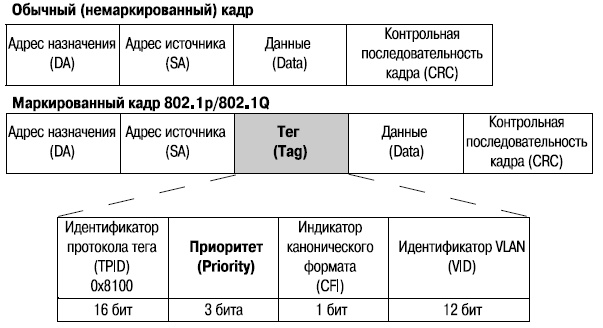 Обычный (немаркированный) кадр
Адрес назначения
(DA)
Адрес источника
(SA)
Данные
(Data)
Контрольная
последовательность
кадра (CRC)
Маркированный кадр 802.1p/802.1Q
Адрес назначения
(DA)
Адрес источника
(SA)
Тег
(Tag)
Данные
(Data)
Контрольная
последовательность
кадра (CRC)
Идентификатор
протокола тега
(TPID)
0x8100
Приоритет
(Priority)
Индикатор
канонического
формата
(CFI)
Идентификатор VLAN
(VID)
16 бит
3 бита
1 бит
12 бит